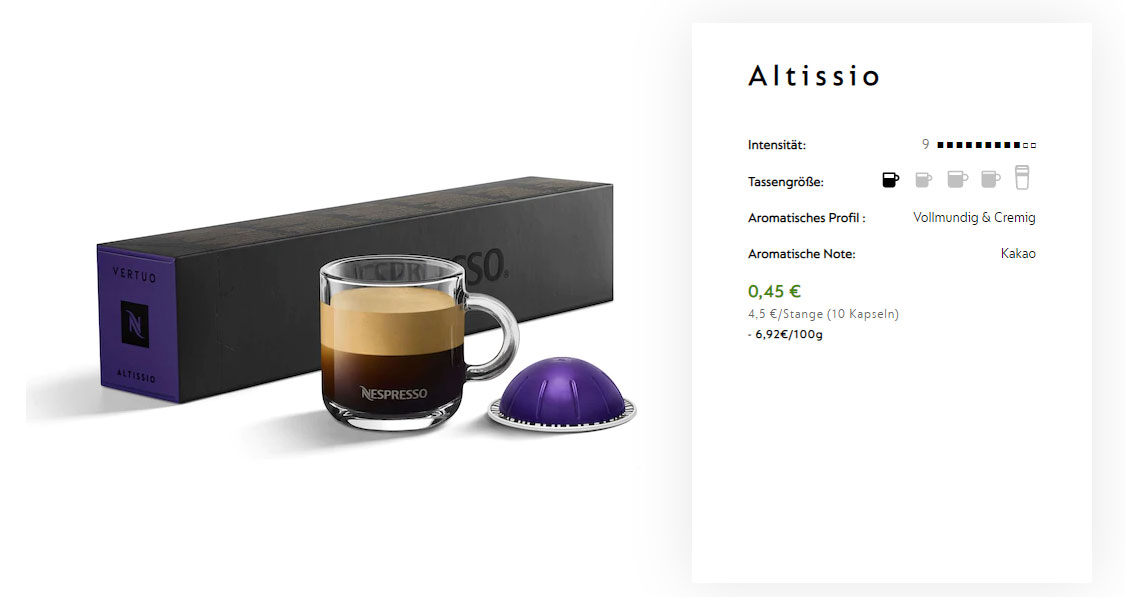 Altissio
Intensität: 9
Tassengröße:
Aromatisches Profil : Vollmundig & Cremig
Aromatische Note: Kakao
0,45 €
4,5 €/Stange (10 Kapseln)
- 6,92€/100g
VERTUO
N
ALTISSIO
NESPRESSO.
NESPRESSO